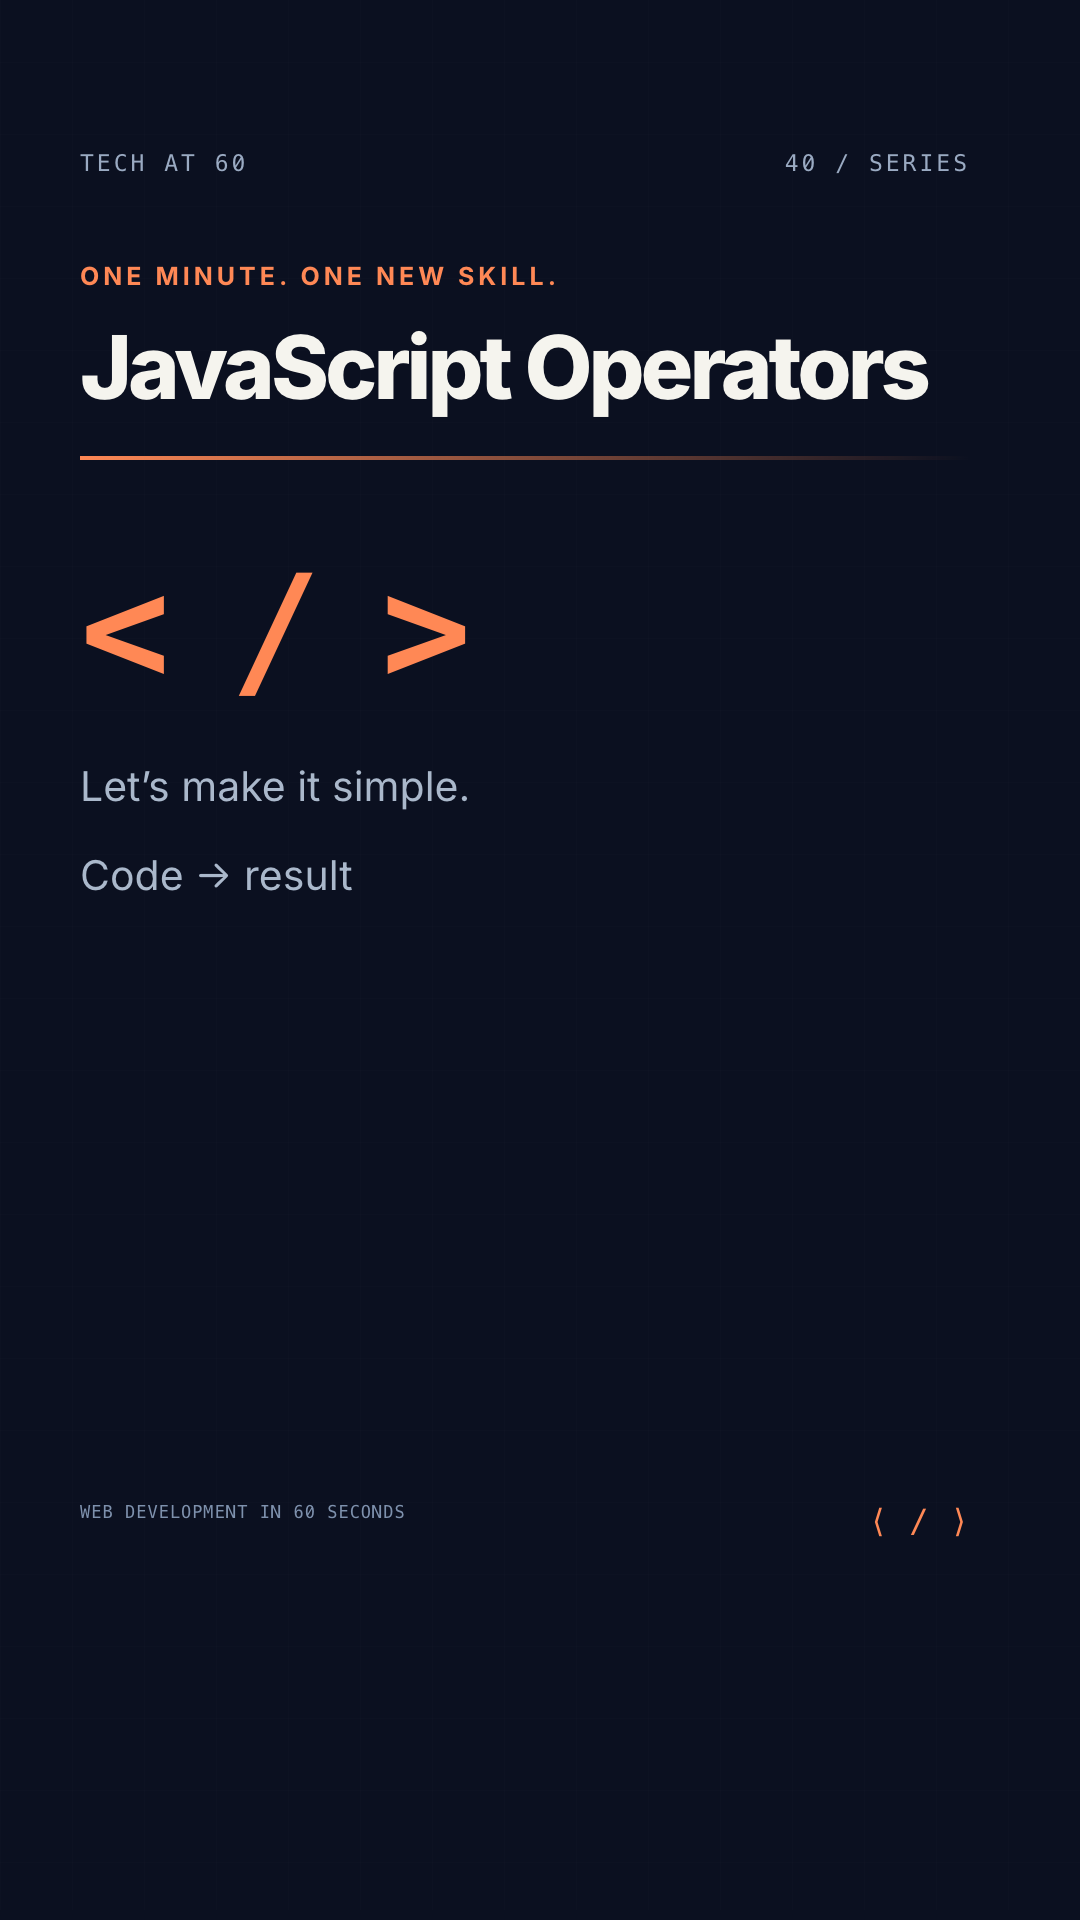 TECH AT 60
40 / SERIES
ONE MINUTE. ONE NEW SKILL.
JavaScript Operators
< / >
Let’s make it simple.
Code → result
WEB DEVELOPMENT IN 60 SECONDS
⟨ / ⟩